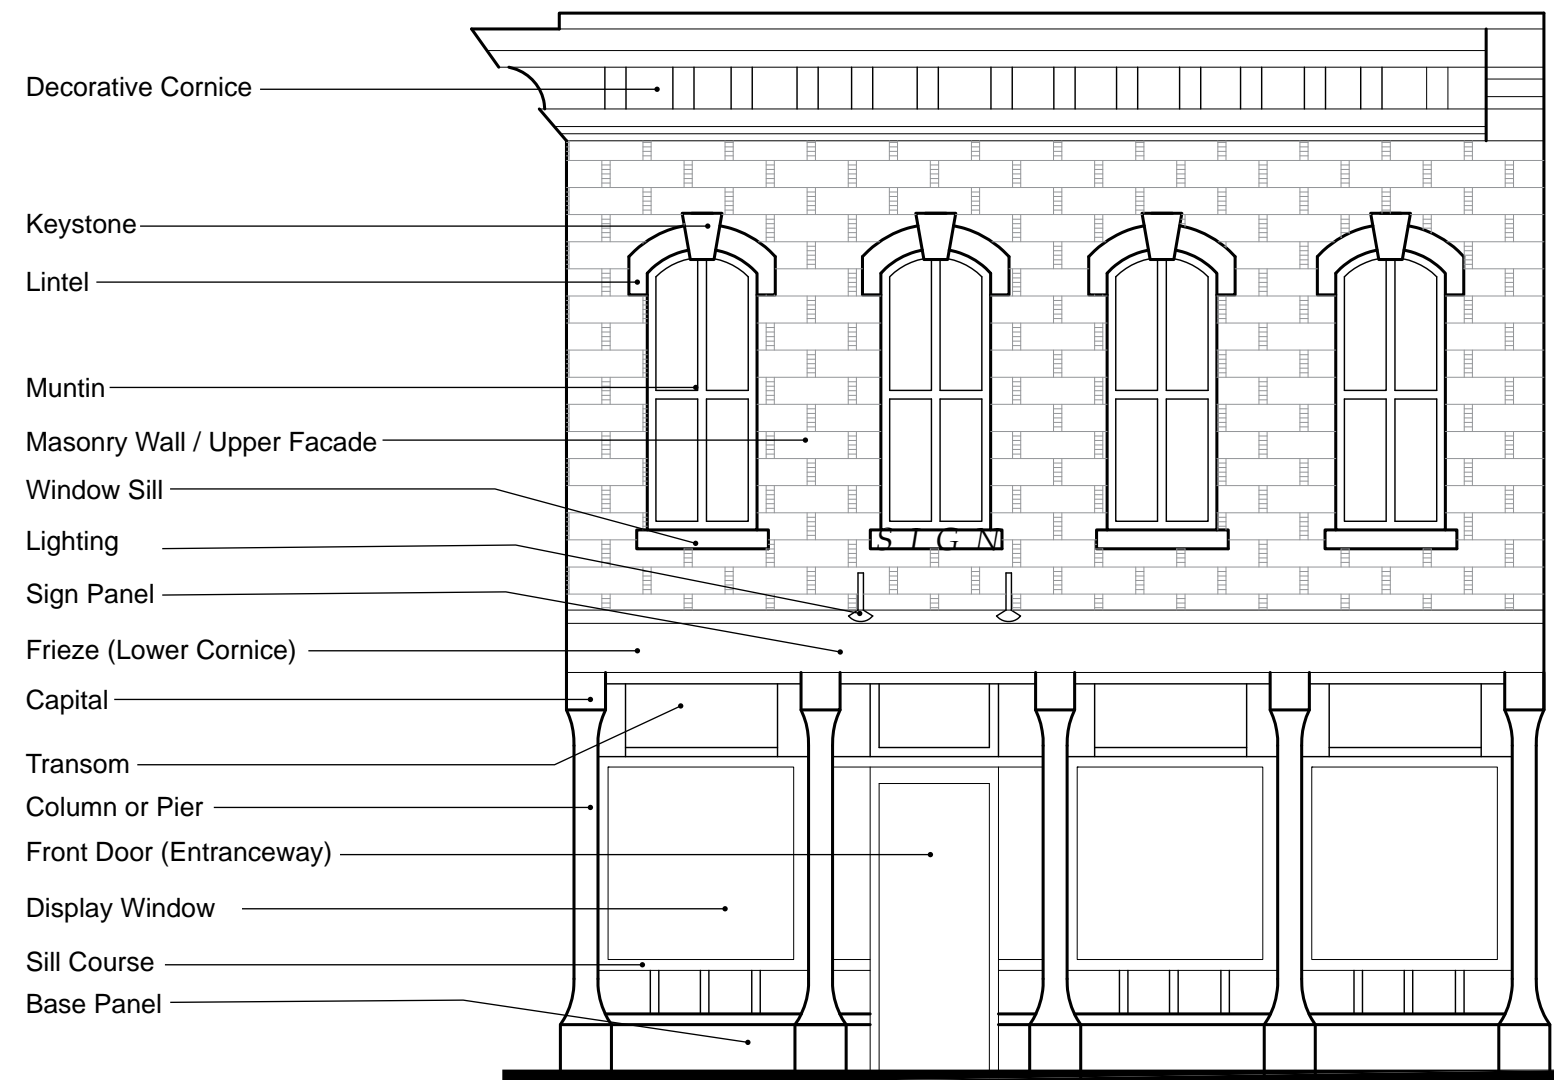 Decorative Cornice
Keystone
Lintel
Muntin
Masonry Wall / Upper Facade
Window Sill
Lighting
SIGN
Sign Panel
Frieze (Lower Cornice)
Capital
Transom
Column or Pier
Front Door (Entranceway)
Display Window
Sill Course
Base Panel